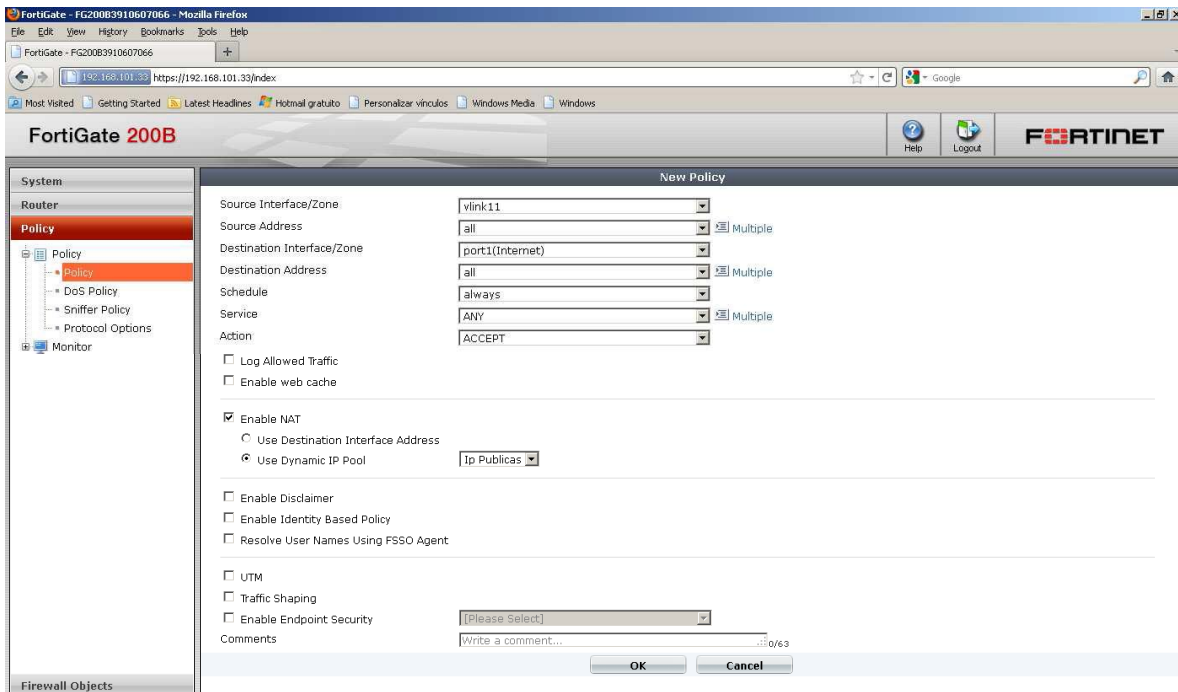 FortiGate - FG200B3910607066 - Mozilla Firefox
File Edit View History Bookmarks Tools Help
FortiGate - FG200B3910607066 +
192.168.101.33 https://192.168.101.33/index Google
Most Visited Getting Started Latest Headlines Hotmail gratuito Personalizar vínculos Windows Media Windows
FortiGate 200B Help Logout FORTINET
System
Router
Policy
Policy
Policy
DoS Policy
Sniffer Policy
Protocol Options
Monitor
Firewall Objects
New Policy
Source Interface/Zone vlink11
Source Address all Multiple
Destination Interface/Zone port1(Internet)
Destination Address all Multiple
Schedule always
Service ANY Multiple
Action ACCEPT
Log Allowed Traffic
Enable web cache
Enable NAT
Use Destination Interface Address
Use Dynamic IP Pool Ip Publicas
Enable Disclaimer
Enable Identity Based Policy
Resolve User Names Using FSSO Agent
UTM
Traffic Shaping
Enable Endpoint Security [Please Select]
Comments Write a comment... 0/63
OK Cancel